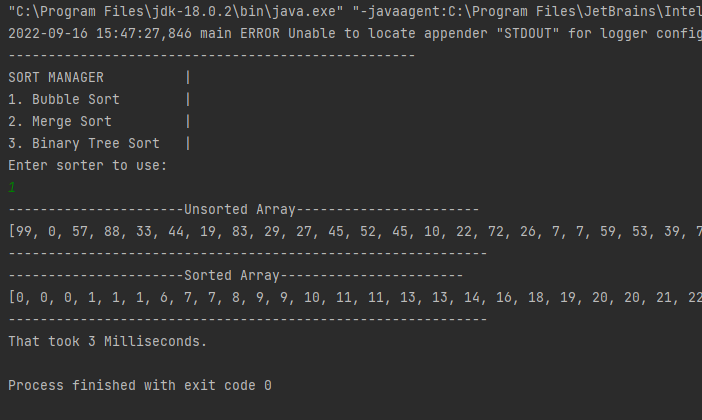 "C:\Program Files\jdk-18.0.2\bin\java.exe" "-javaagent:C:\Program Files\JetBrains\Intel
2022-09-16 15:47:27,846 main ERROR Unable to locate appender "STDOUT" for logger config
---------------------------------------------------
SORT MANAGER          |
1. Bubble Sort        |
2. Merge Sort         |
3. Binary Tree Sort   |
Enter sorter to use:
1
----------------------Unsorted Array-----------------------
[99, 0, 57, 88, 33, 44, 19, 83, 29, 27, 45, 52, 45, 10, 22, 72, 26, 7, 7, 59, 53, 39, 7
------------------------------------------------------------
----------------------Sorted Array-----------------------
[0, 0, 0, 1, 1, 1, 6, 7, 7, 8, 9, 9, 10, 11, 11, 13, 13, 14, 16, 18, 19, 20, 20, 21, 22
------------------------------------------------------------
That took 3 Milliseconds.
Process finished with exit code 0